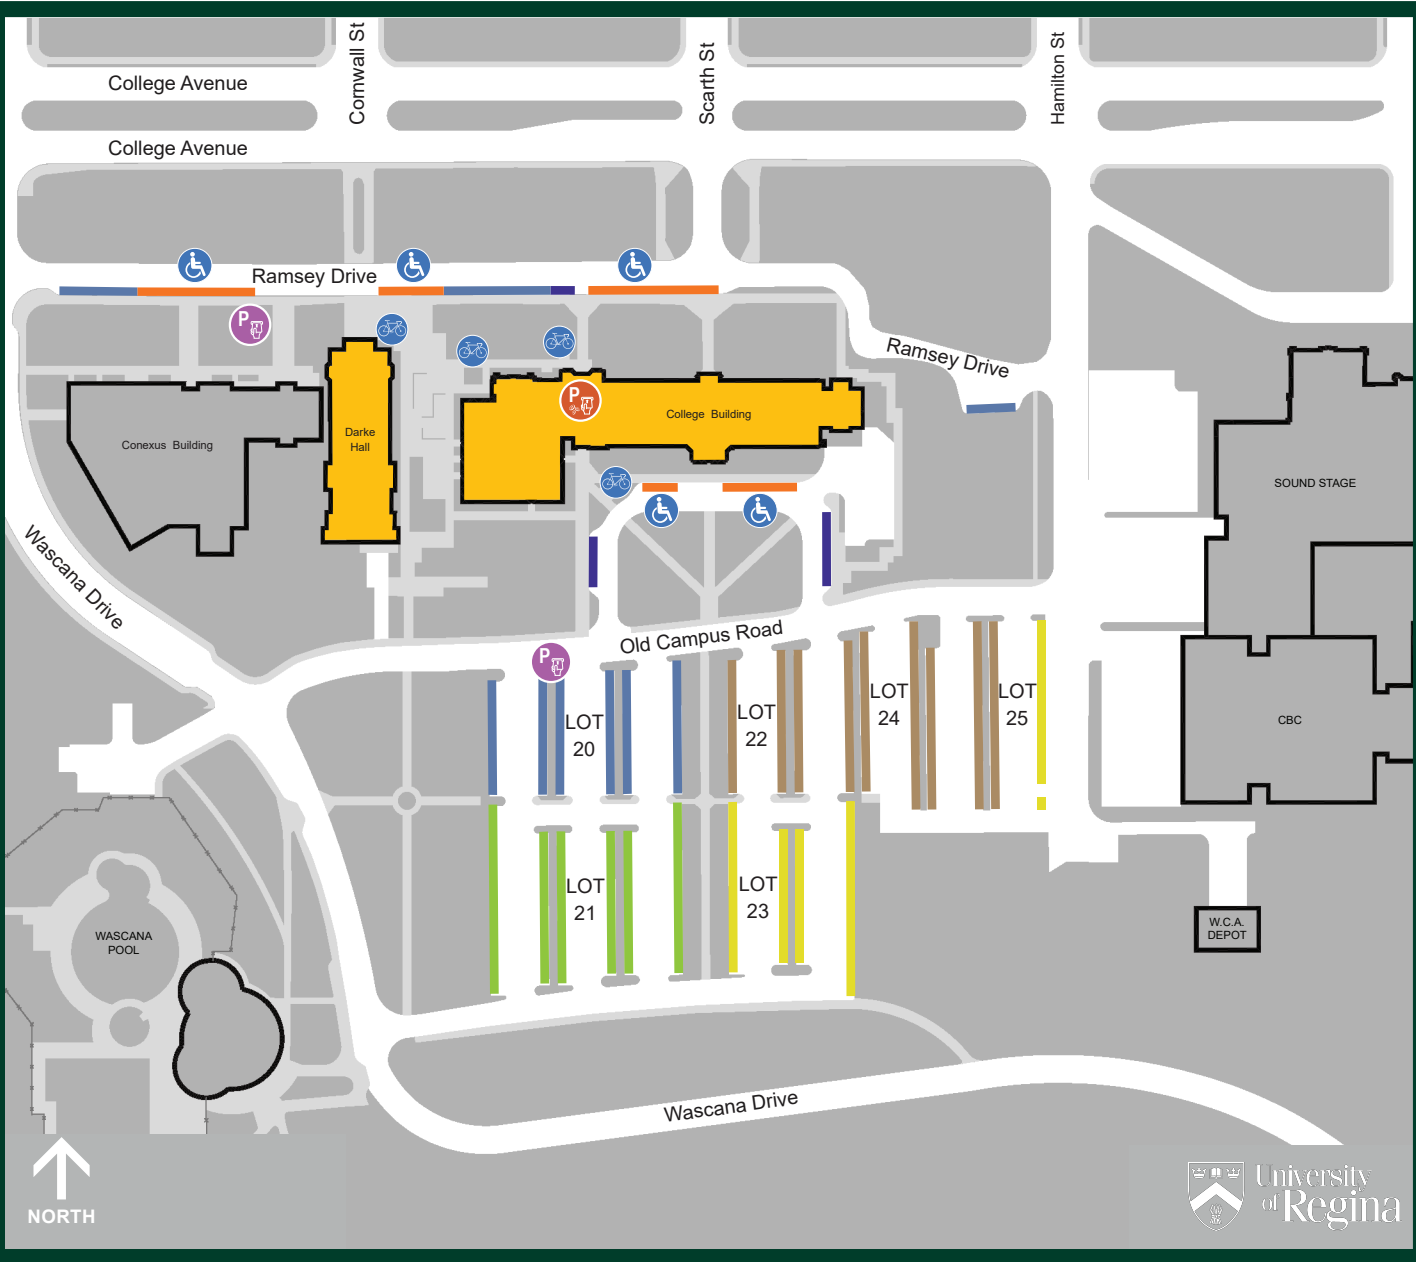 Cornwall St
Scarth St
Hamilton St
College Avenue
College Avenue
Ramsey Drive
P
Ramsey Drive
P
Darke
Hall
College Building
Conexus Building
SOUND STAGE
Wascana Drive
Old Campus Road
P
LOT
20
LOT
22
LOT
24
LOT
25
CBC
LOT
21
LOT
23
WASCANA
POOL
W.C.A.
DEPOT
Wascana Drive
NORTH
University
of Regina